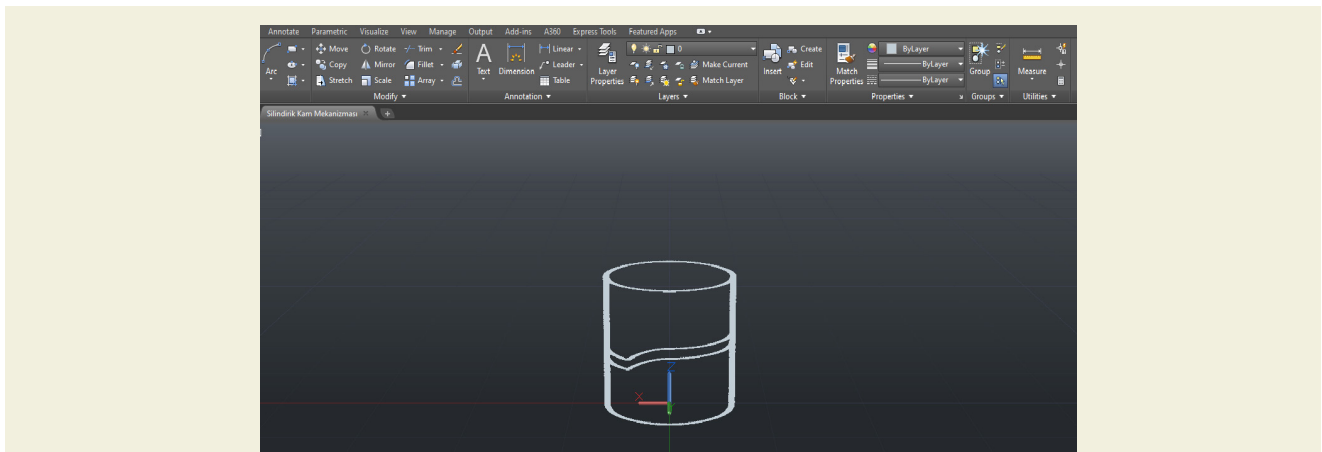 Annotate Parametric Visualize View Manage Output Add-ins A360 Express Tools Featured Apps
Move Rotate Trim Linear 0 Create ByLayer
Copy Mirror Fillet Leader Make Current Edit ByLayer
Arc Text Dimension Layer Insert Match Group Measure
Stretch Scale Array Table Properties Match Layer Properties ByLayer
Modify Annotation Layers Block Properties Groups Utilities
Silindirik Kam Mekanizması
X Z